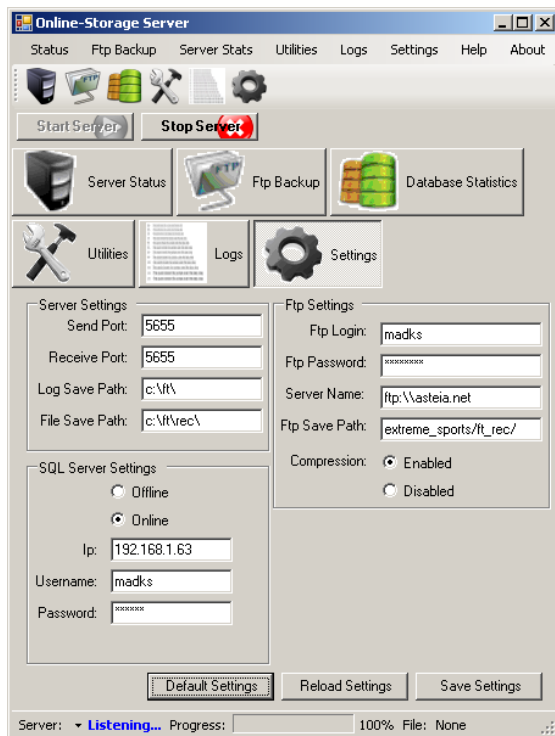 Online-Storage Server
Status Ftp Backup Server Stats Utilities Logs Settings Help About
FTP
Start Server Stop Server
Server Status FTP Ftp Backup Database Statistics
Utilities Logs Settings
Server Settings
Send Port: 5655
Receive Port: 5655
Log Save Path: c:\ft\
File Save Path: c:\ft\rec\
SQL Server Settings
Offline
Online
Ip: 192.168.1.63
Username: madks
Password: ******
Ftp Settings
Ftp Login: madks
Ftp Password: ********
Server Name: ftp:\\asteia.net
Ftp Save Path: extreme_sports/ft_rec/
Compression: Enabled
Disabled
Default Settings Reload Settings Save Settings
Server: Listening... Progress: 100% File: None